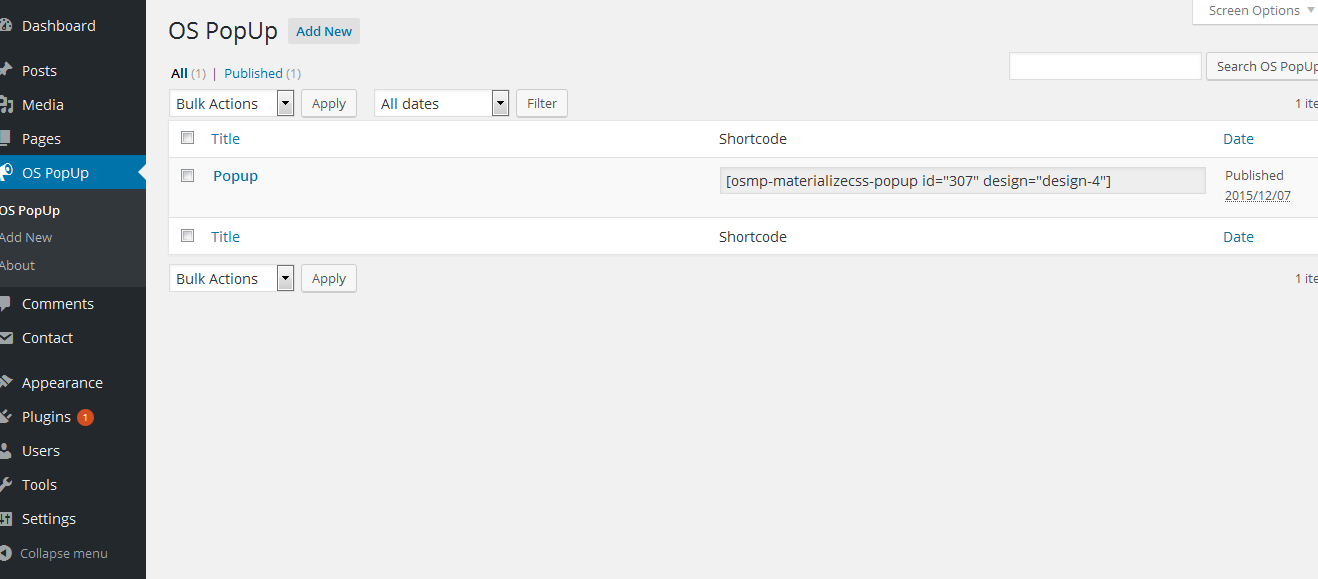 Dashboard
Posts
Media
Pages
OS PopUp
OS PopUp
Add New
About
Comments
Contact
Appearance
Plugins 1
Users
Tools
Settings
Collapse menu
Screen Options
OS PopUp Add New
All (1) | Published (1)
Search OS PopUp
Bulk Actions Apply All dates Filter
1 ite
Title Shortcode Date
Popup [osmp-materializecss-popup id="307" design="design-4"] Published
2015/12/07
Title Shortcode Date
Bulk Actions Apply
1 ite